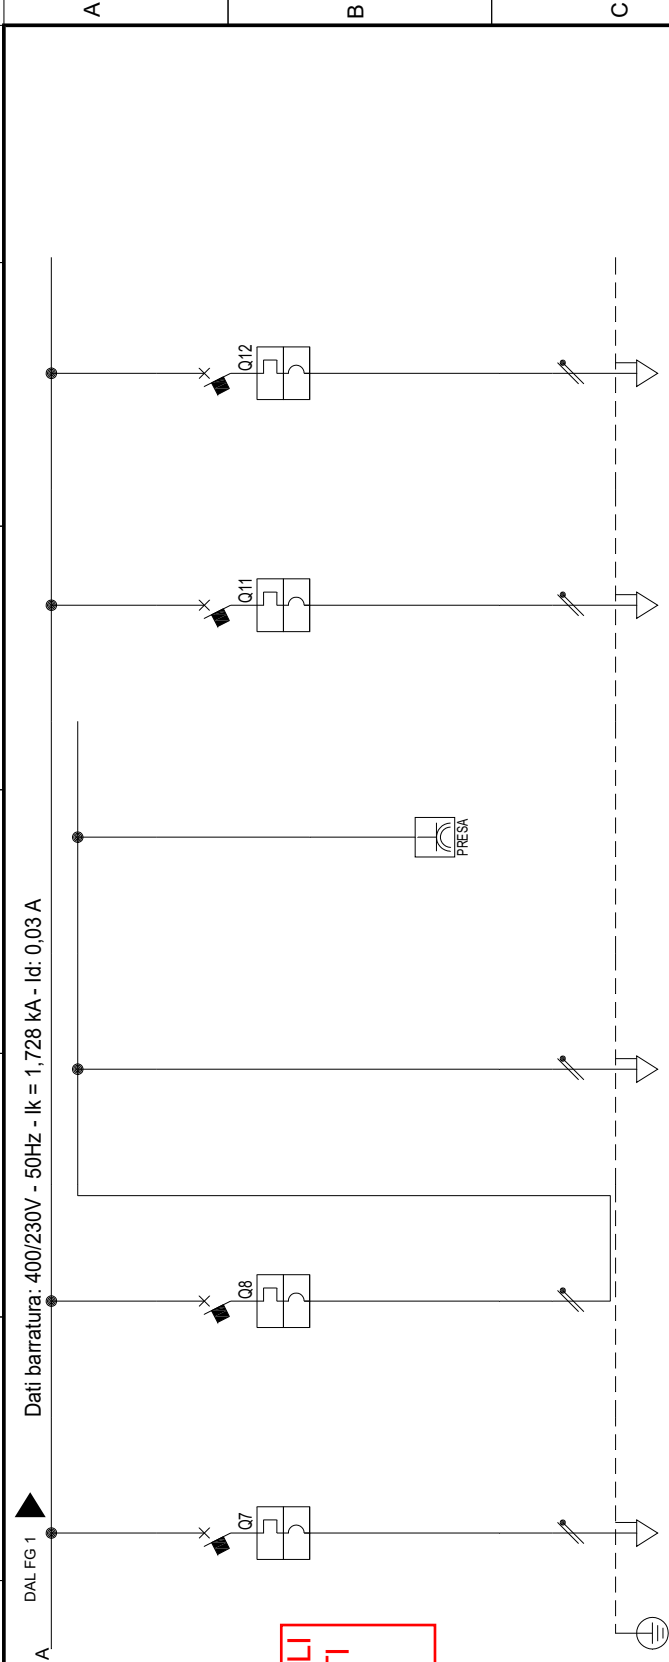 A
B
C
DAL FG 1
A
Dati barratura: 400/230V - 50Hz - Ik = 1,728 kA - Id: 0,03 A
Q7
Q8
PRESA
Q11
Q12